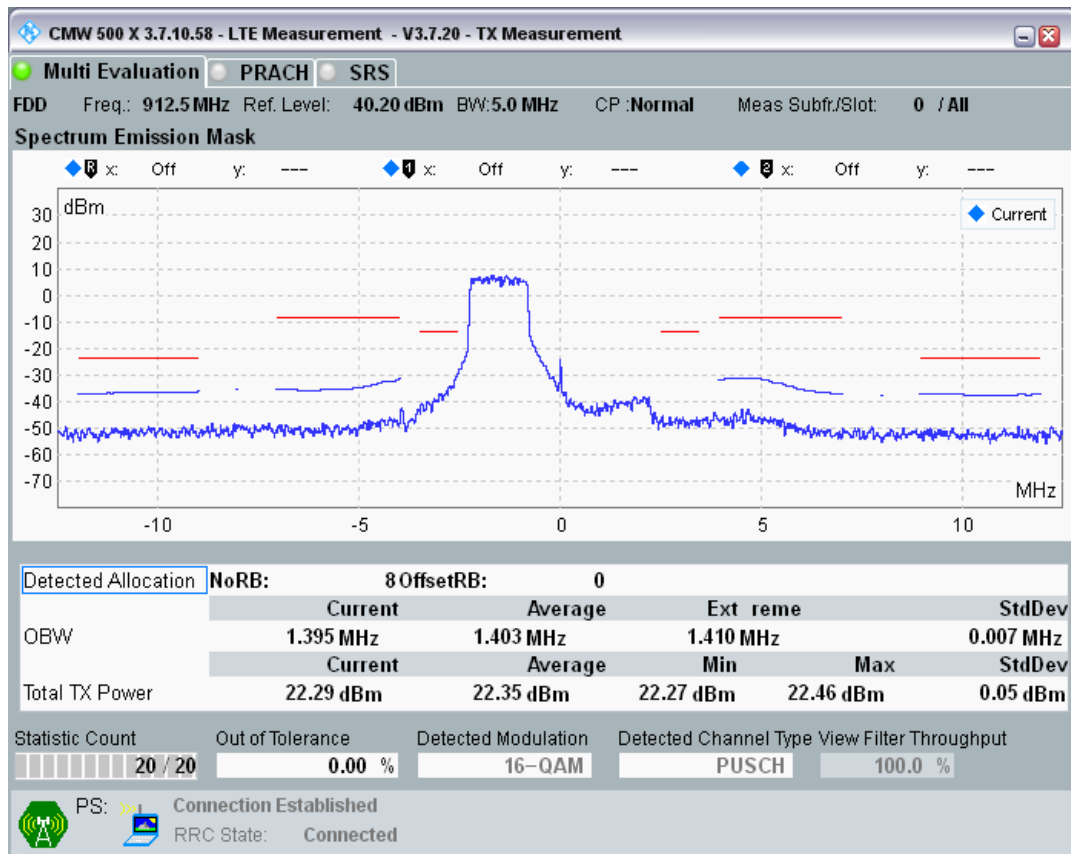 CMW 500 X 3.7.10.58 - LTE Measurement - V3.7.20 - TX Measurement
Multi Evaluation PRACH SRS
FDD Freq.: 912.5 MHz Ref. Level: 40.20 dBm BW:5.0 MHz CP :Normal Meas Subfr./Slot: 0 / All
Spectrum Emission Mask
R x: Off y: --- 1 x: Off y: --- 2 x: Off y: ---
dBm
Current
30
20
10
0
-10
-20
-30
-40
-50
-60
-70
MHz
-10 -5 0 5 10
Detected Allocation NoRB: 8 OffsetRB: 0
Current Average Ext reme StdDev
OBW 1.395 MHz 1.403 MHz 1.410 MHz 0.007 MHz
Current Average Min Max StdDev
Total TX Power 22.29 dBm 22.35 dBm 22.27 dBm 22.46 dBm 0.05 dBm
Statistic Count Out of Tolerance Detected Modulation Detected Channel Type View Filter Throughput
20 / 20 0.00 % 16-QAM PUSCH 100.0 %
PS: Connection Established
RRC State: Connected